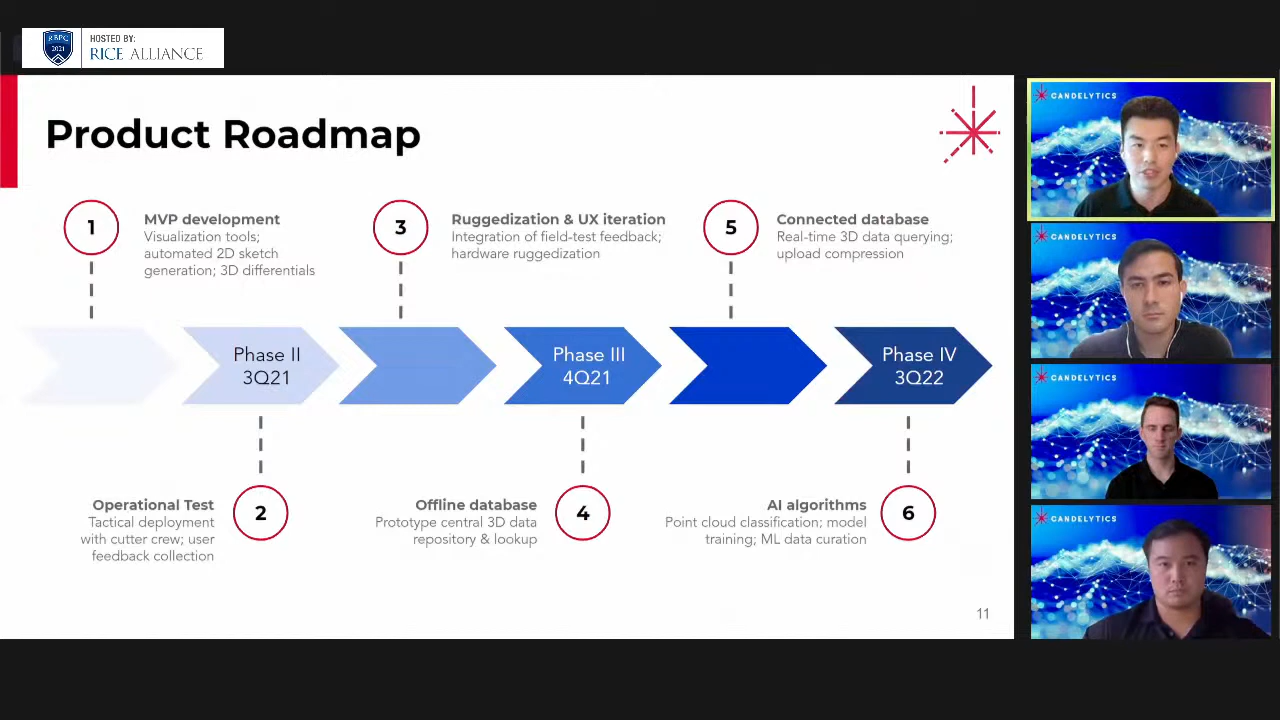 RBPC
2021
HOSTED BY:
RICE ALLIANCE
Product Roadmap
1
MVP development
Visualization tools;
automated 2D sketch
generation; 3D differentials
3
Ruggedization & UX iteration
Integration of field-test feedback;
hardware ruggedization
5
Connected database
Real-time 3D data querying;
upload compression
Phase II
3Q21
Phase III
4Q21
Phase IV
3Q22
Operational Test
Tactical deployment
with cutter crew; user
feedback collection
2
Offline database
Prototype central 3D data
repository & lookup
4
AI algorithms
Point cloud classification; model
training; ML data curation
6
11
CANDELYTICS
CANDELYTICS
CANDELYTICS
CANDELYTICS